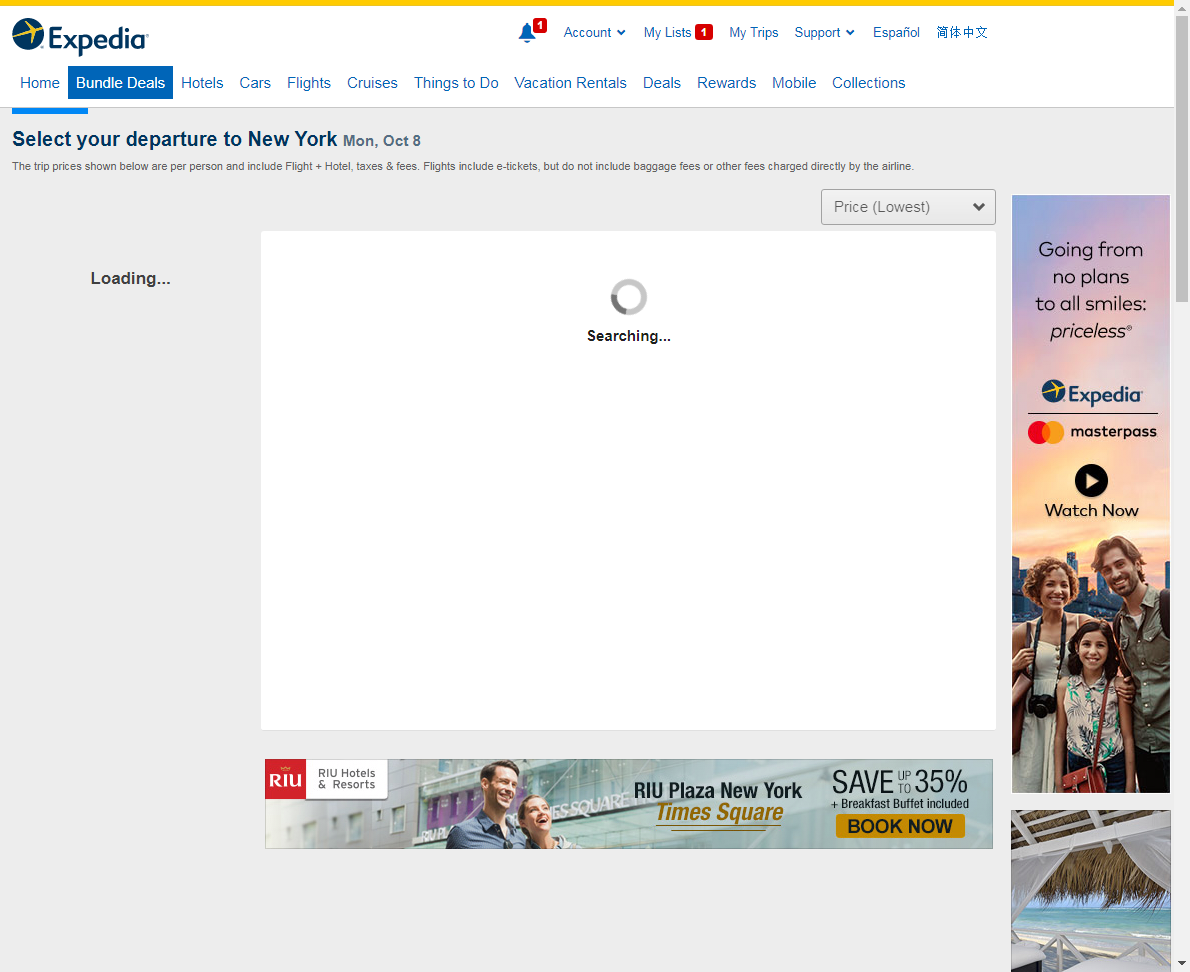 Expedia
1
Account
My Lists 1
My Trips
Support
Español
简体中文
Home
Bundle Deals
Hotels
Cars
Flights
Cruises
Things to Do
Vacation Rentals
Deals
Rewards
Mobile
Collections
Select your departure to New York Mon, Oct 8
The trip prices shown below are per person and include Flight + Hotel, taxes & fees. Flights include e-tickets, but do not include baggage fees or other fees charged directly by the airline.
Price (Lowest)
Loading...
Searching...
Going from
no plans
to all smiles:
priceless®
Expedia
masterpass
Watch Now
RIU
RIU Hotels
& Resorts
RIU PLAZA
ESSQUARE
RIU Plaza New York
Times Square
SAVE UP TO 35%
+ Breakfast Buffet included
BOOK NOW